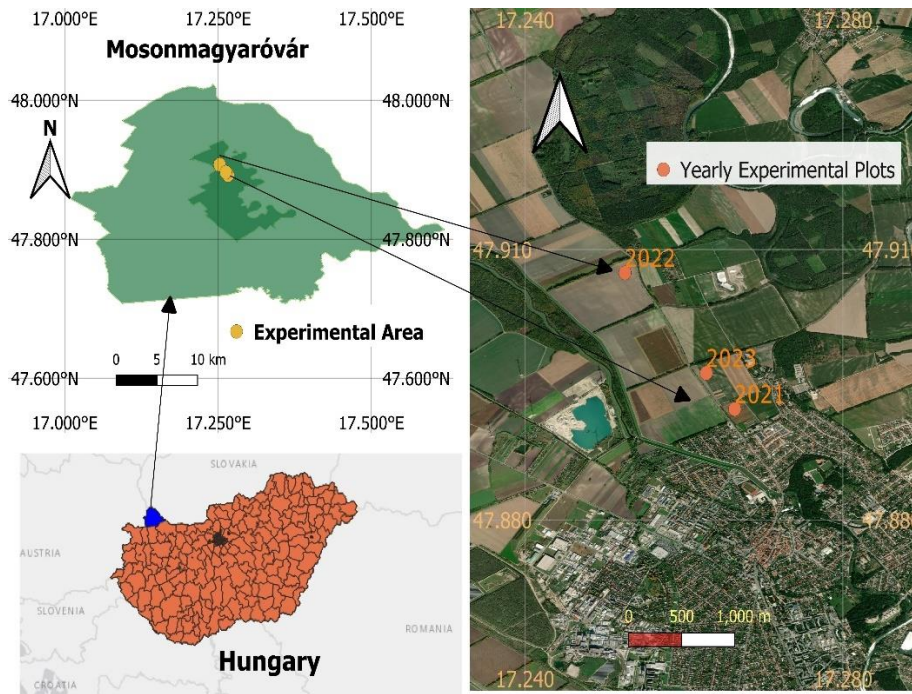 17.000°E 17.250°E 17.500°E
Mosonmagyaróvár
48.000°N 48.000°N
N
47.800°N 47.800°N
Experimental Area
0 5 10 km
47.600°N 47.600°N
17.000°E 17.250°E 17.500°E
SLOVAKIA
AUSTRIA
SLOVENIA
ROMANIA
Hungary
CROATIA
17.240 17.280
Yearly Experimental Plots
47.910 47.91
2022
2023
2021
47.880 47.88
0 500 1,000 m
17.240 17.280